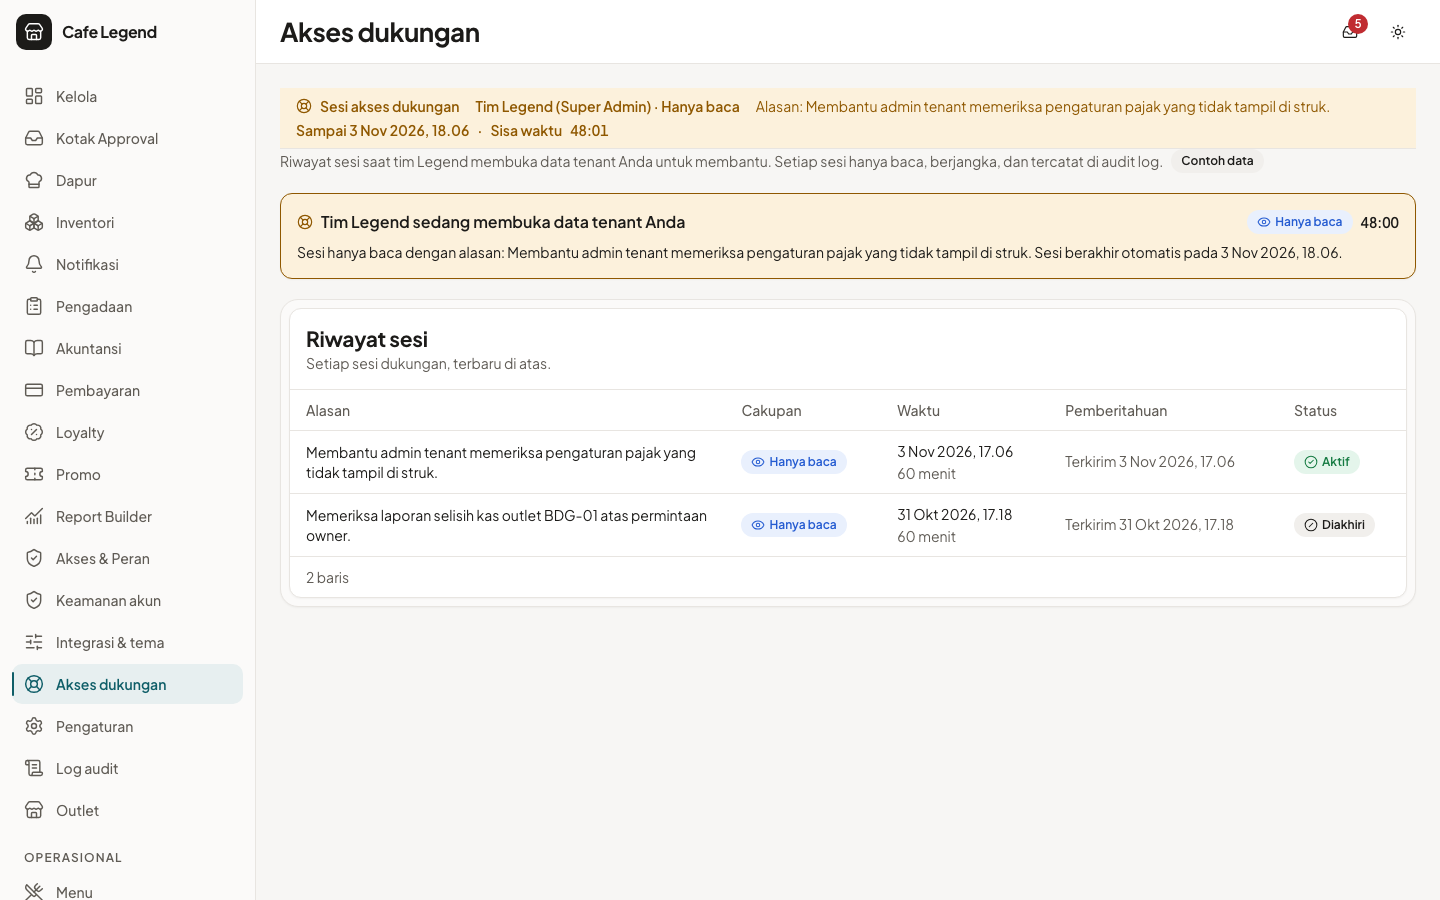 Cafe Legend
Kelola
Kotak Approval
Dapur
Inventori
Notifikasi
Pengadaan
Akuntansi
Pembayaran
Loyalty
Promo
Report Builder
Akses & Peran
Keamanan akun
Integrasi & tema
Akses dukungan
Pengaturan
Log audit
Outlet
OPERASIONAL
Menu
Akses dukungan
5
Sesi akses dukungan Tim Legend (Super Admin) · Hanya baca Alasan: Membantu admin tenant memeriksa pengaturan pajak yang tidak tampil di struk.
Sampai 3 Nov 2026, 18.06 · Sisa waktu 48:01
Riwayat sesi saat tim Legend membuka data tenant Anda untuk membantu. Setiap sesi hanya baca, berjangka, dan tercatat di audit log. Contoh data
Tim Legend sedang membuka data tenant Anda Hanya baca 48:00
Sesi hanya baca dengan alasan: Membantu admin tenant memeriksa pengaturan pajak yang tidak tampil di struk. Sesi berakhir otomatis pada 3 Nov 2026, 18.06.
Riwayat sesi
Setiap sesi dukungan, terbaru di atas.
Alasan Cakupan Waktu Pemberitahuan Status
Membantu admin tenant memeriksa pengaturan pajak yang
tidak tampil di struk.
Hanya baca
3 Nov 2026, 17.06
60 menit
Terkirim 3 Nov 2026, 17.06
Aktif
Memeriksa laporan selisih kas outlet BDG-01 atas permintaan
owner.
Hanya baca
31 Okt 2026, 17.18
60 menit
Terkirim 31 Okt 2026, 17.18
Diakhiri
2 baris